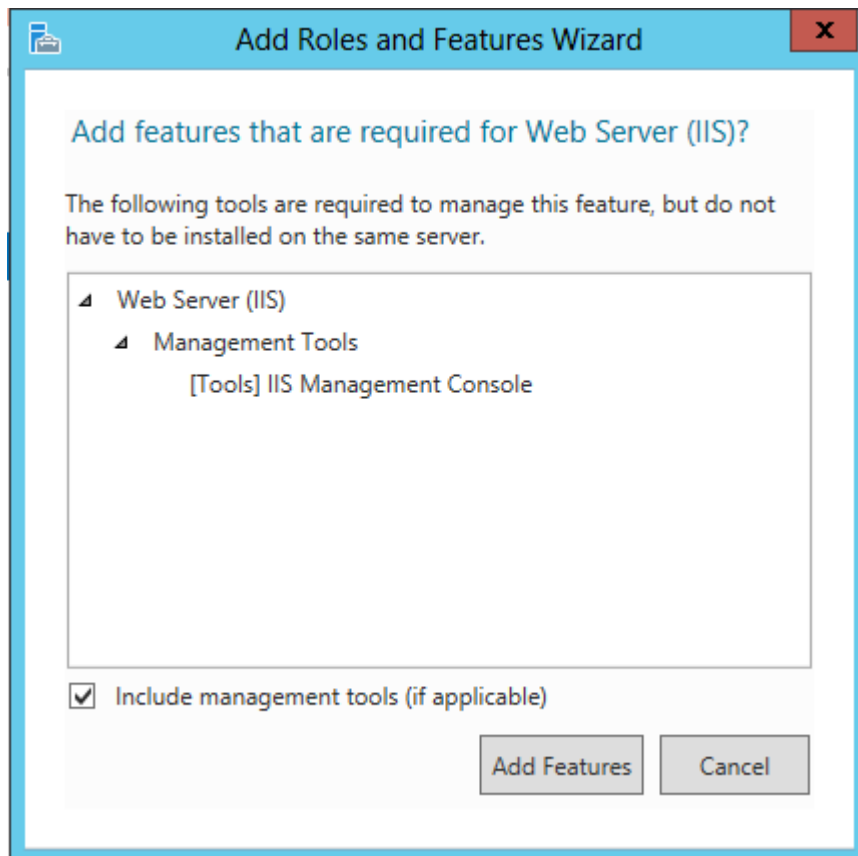 Add Roles and Features Wizard
x
Add features that are required for Web Server (IIS)?
The following tools are required to manage this feature, but do not
have to be installed on the same server.
Web Server (IIS)
Management Tools
[Tools] IIS Management Console
Include management tools (if applicable)
Add Features
Cancel